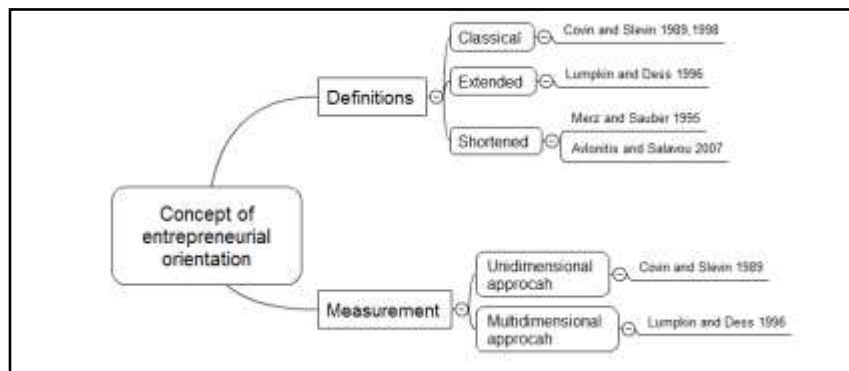 Concept of
entrepreneurial
orientation
Definitions
Classical
Covin and Slevin 1989,1998
Extended
Lumpkin and Dess 1996
Shortened
Merz and Sauber 1995
Avlonitis and Salavou 2007
Measurement
Unidimensional
approcah
Covin and Slevin 1989
Multidimensional
approcah
Lumpkin and Dess 1996